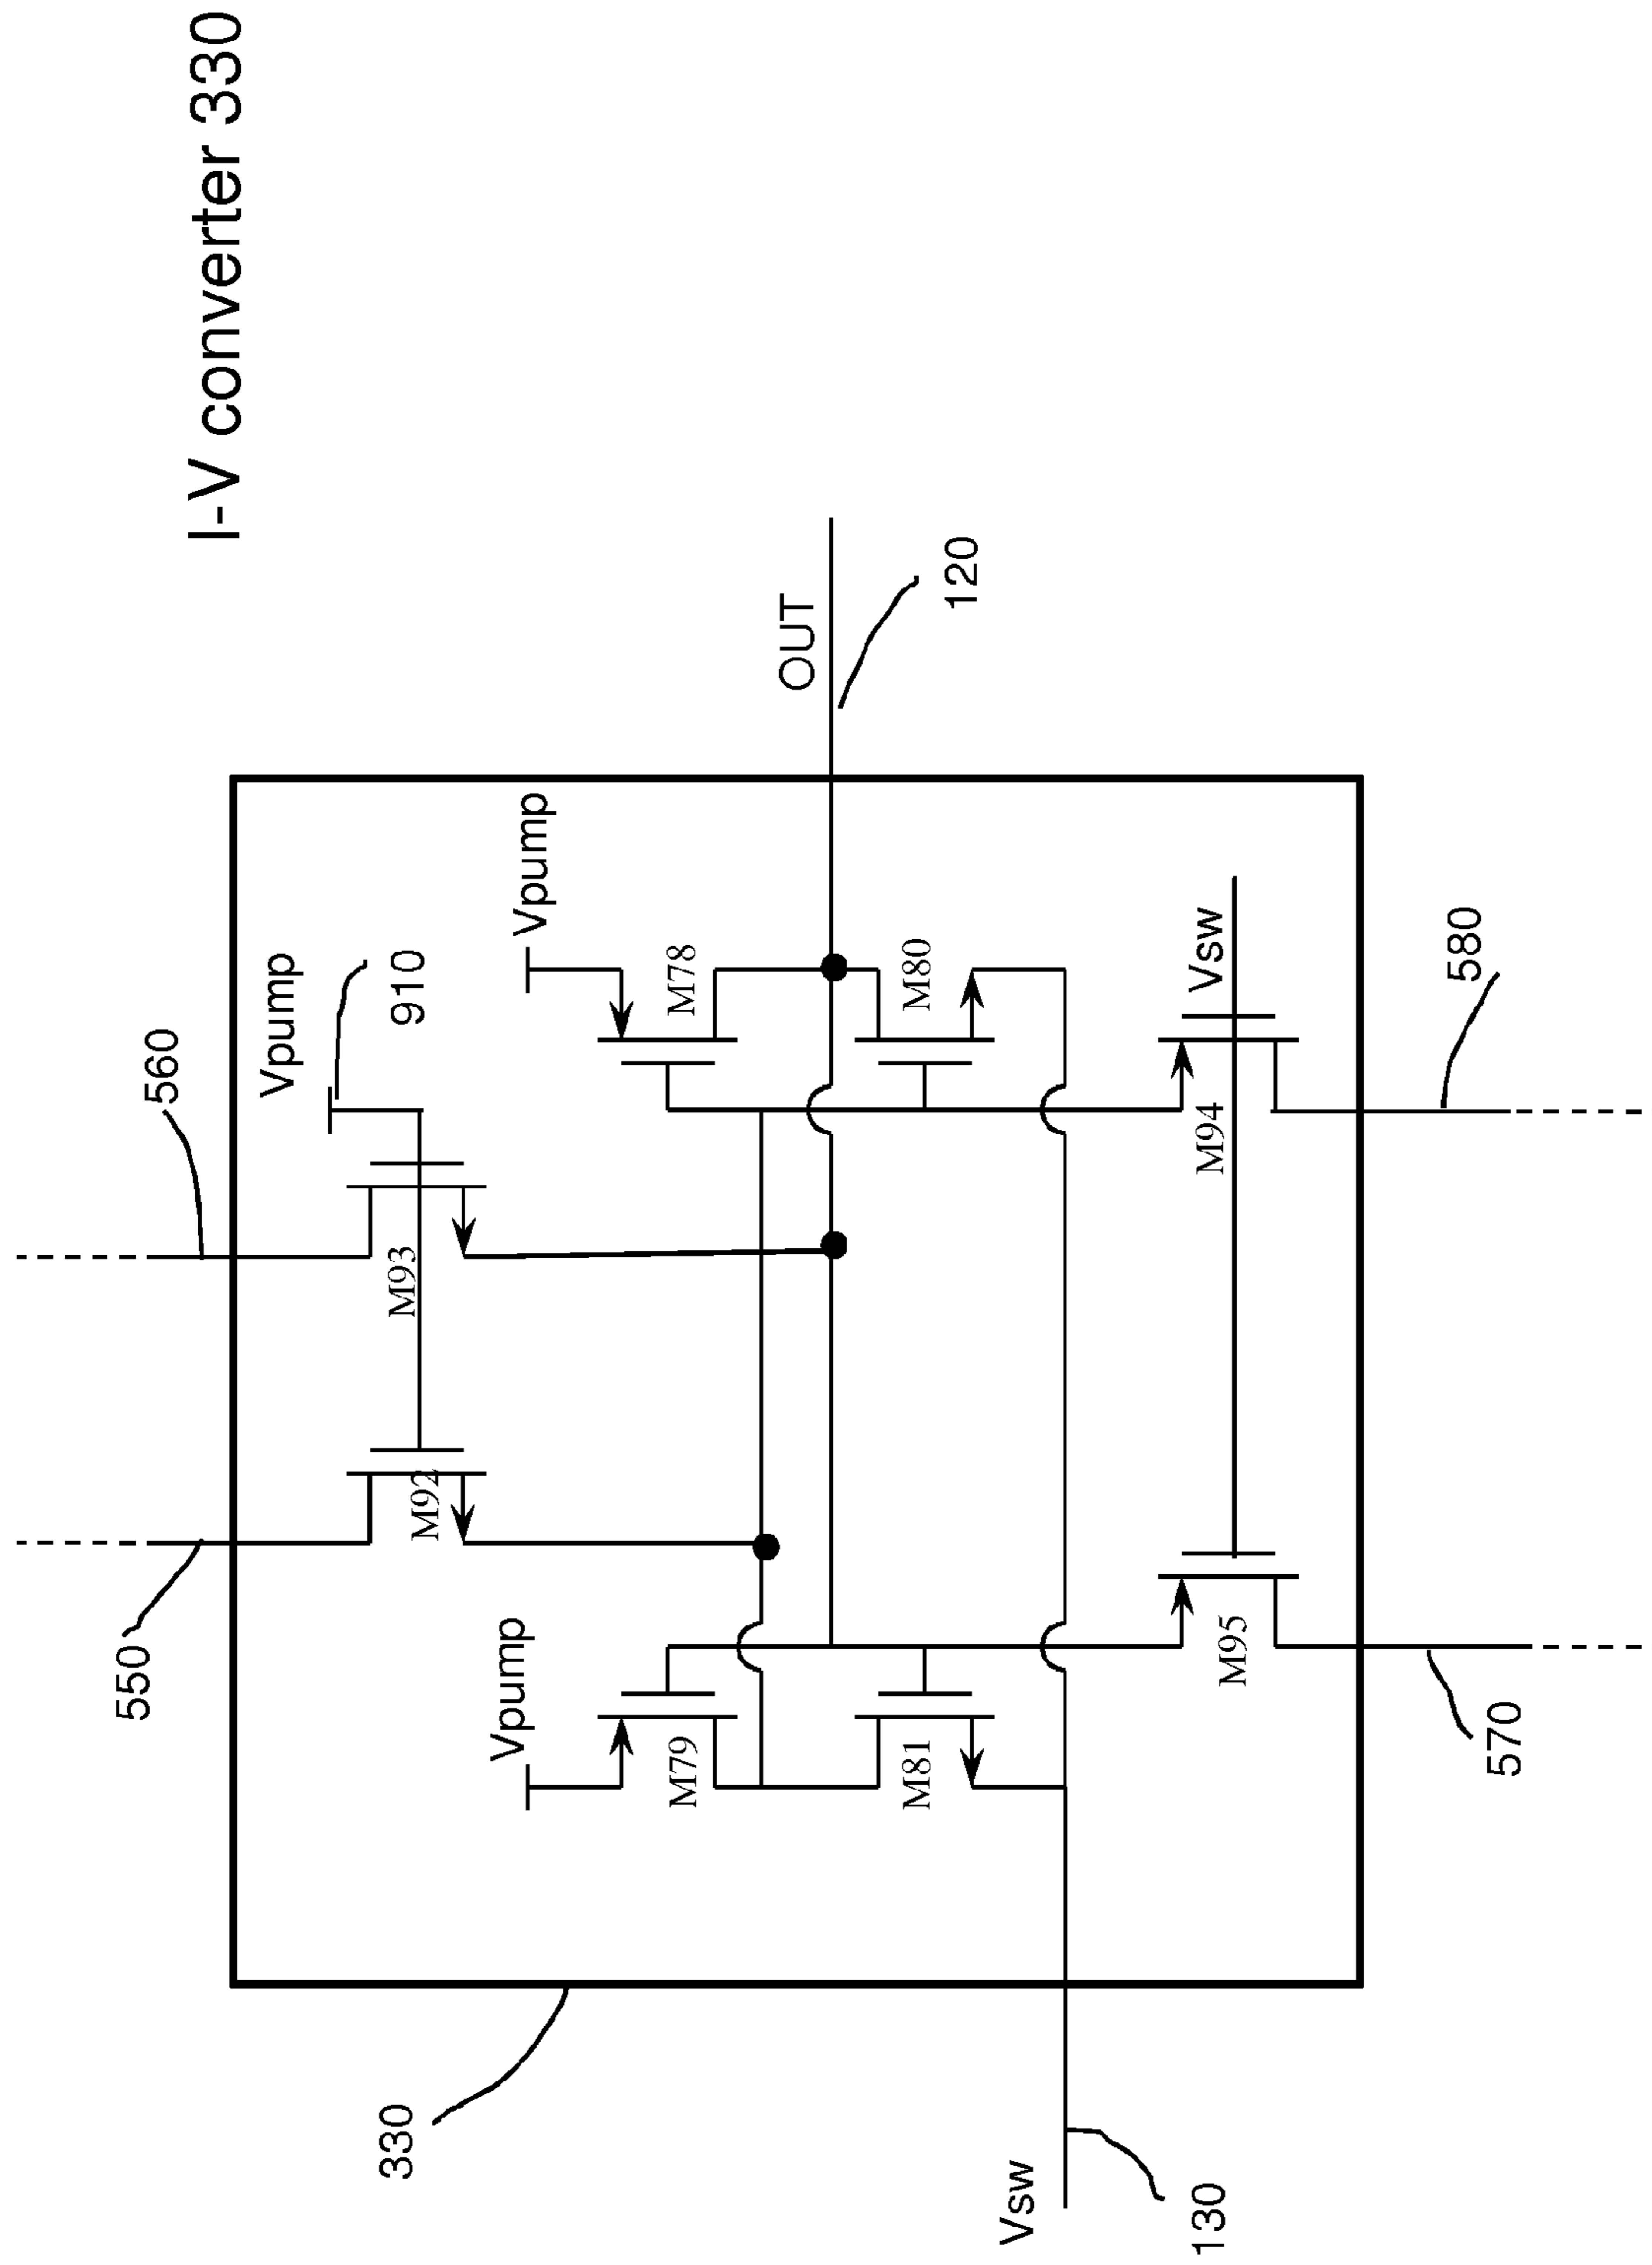 I-V converter 330
550
560
Vpump
910
330
M92
M93
Vpump
Vpump
M79
M78
OUT
120
M81
M80
Vsw
130
Vsw
M95
M94
570
580